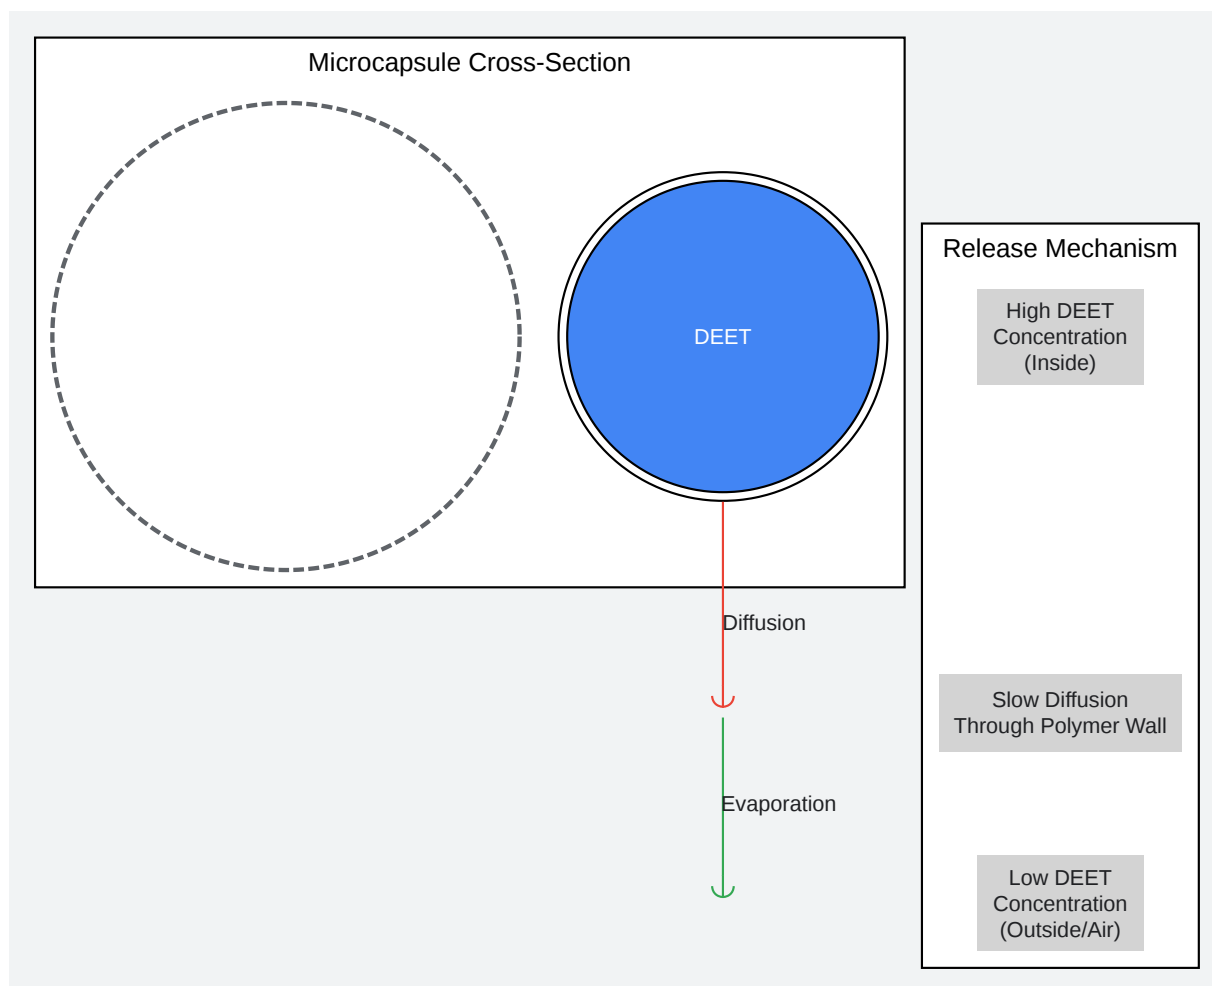 Microcapsule Cross-Section
DEET
Diffusion
Evaporation
Release Mechanism
High DEET
Concentration
(Inside)
Slow Diffusion
Through Polymer Wall
Low DEET
Concentration
(Outside/Air)